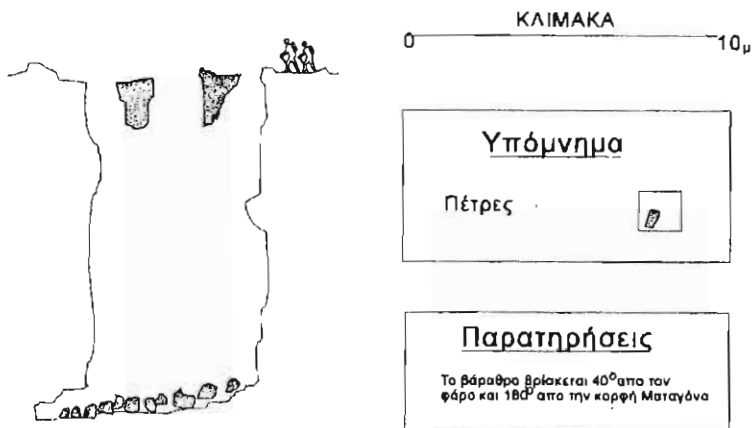 ΚΛΙΜΑΚΑ
0 10μ
Υπόμνημα
Πέτρες
Παρατηρήσεις
Το βάραθρο βρίσκεται 40° απο τον
φάρο και 180° απο την κορφή Ματαγόνα